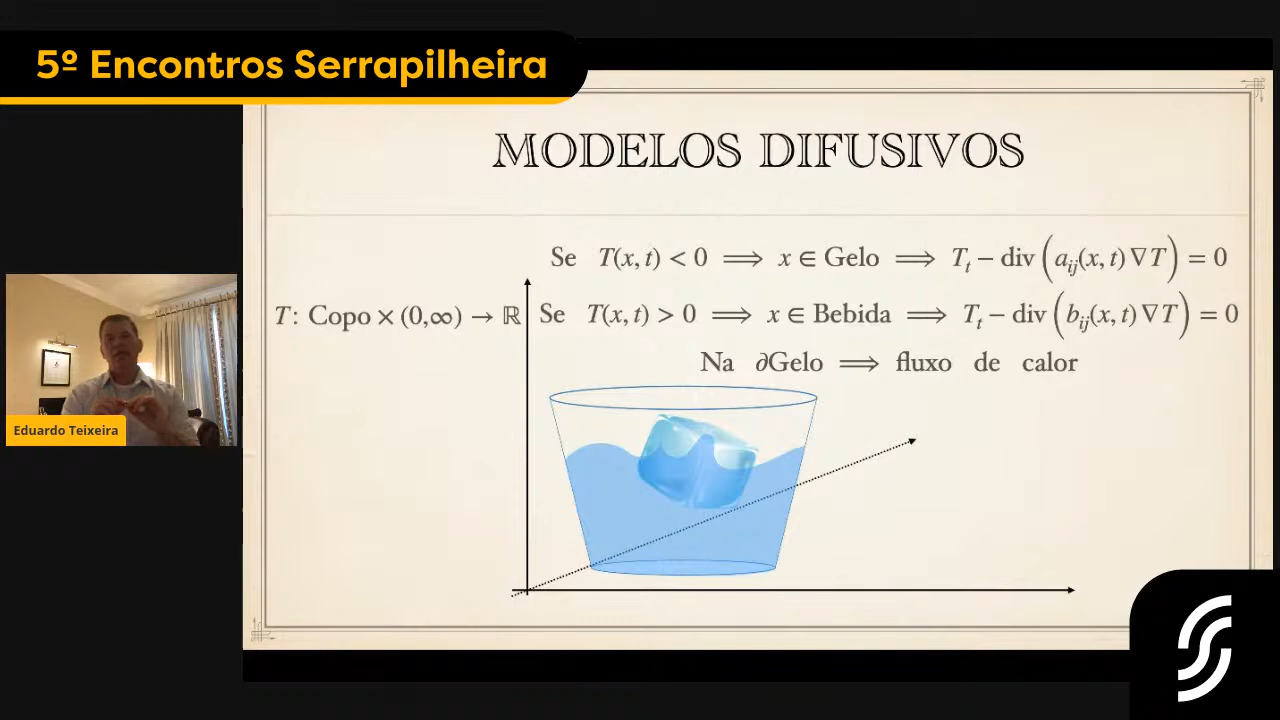 5º Encontros Serrapilheira
MODELOS DIFUSIVOS
Se T(x, t) < 0 ⟹ x ∈ Gelo ⟹ T_t − div(a_ij(x, t) ∇T) = 0
T: Copo × (0,∞) → ℝ
Se T(x, t) > 0 ⟹ x ∈ Bebida ⟹ T_t − div(b_ij(x, t) ∇T) = 0
Na ∂Gelo ⟹ fluxo de calor
Eduardo Teixeira